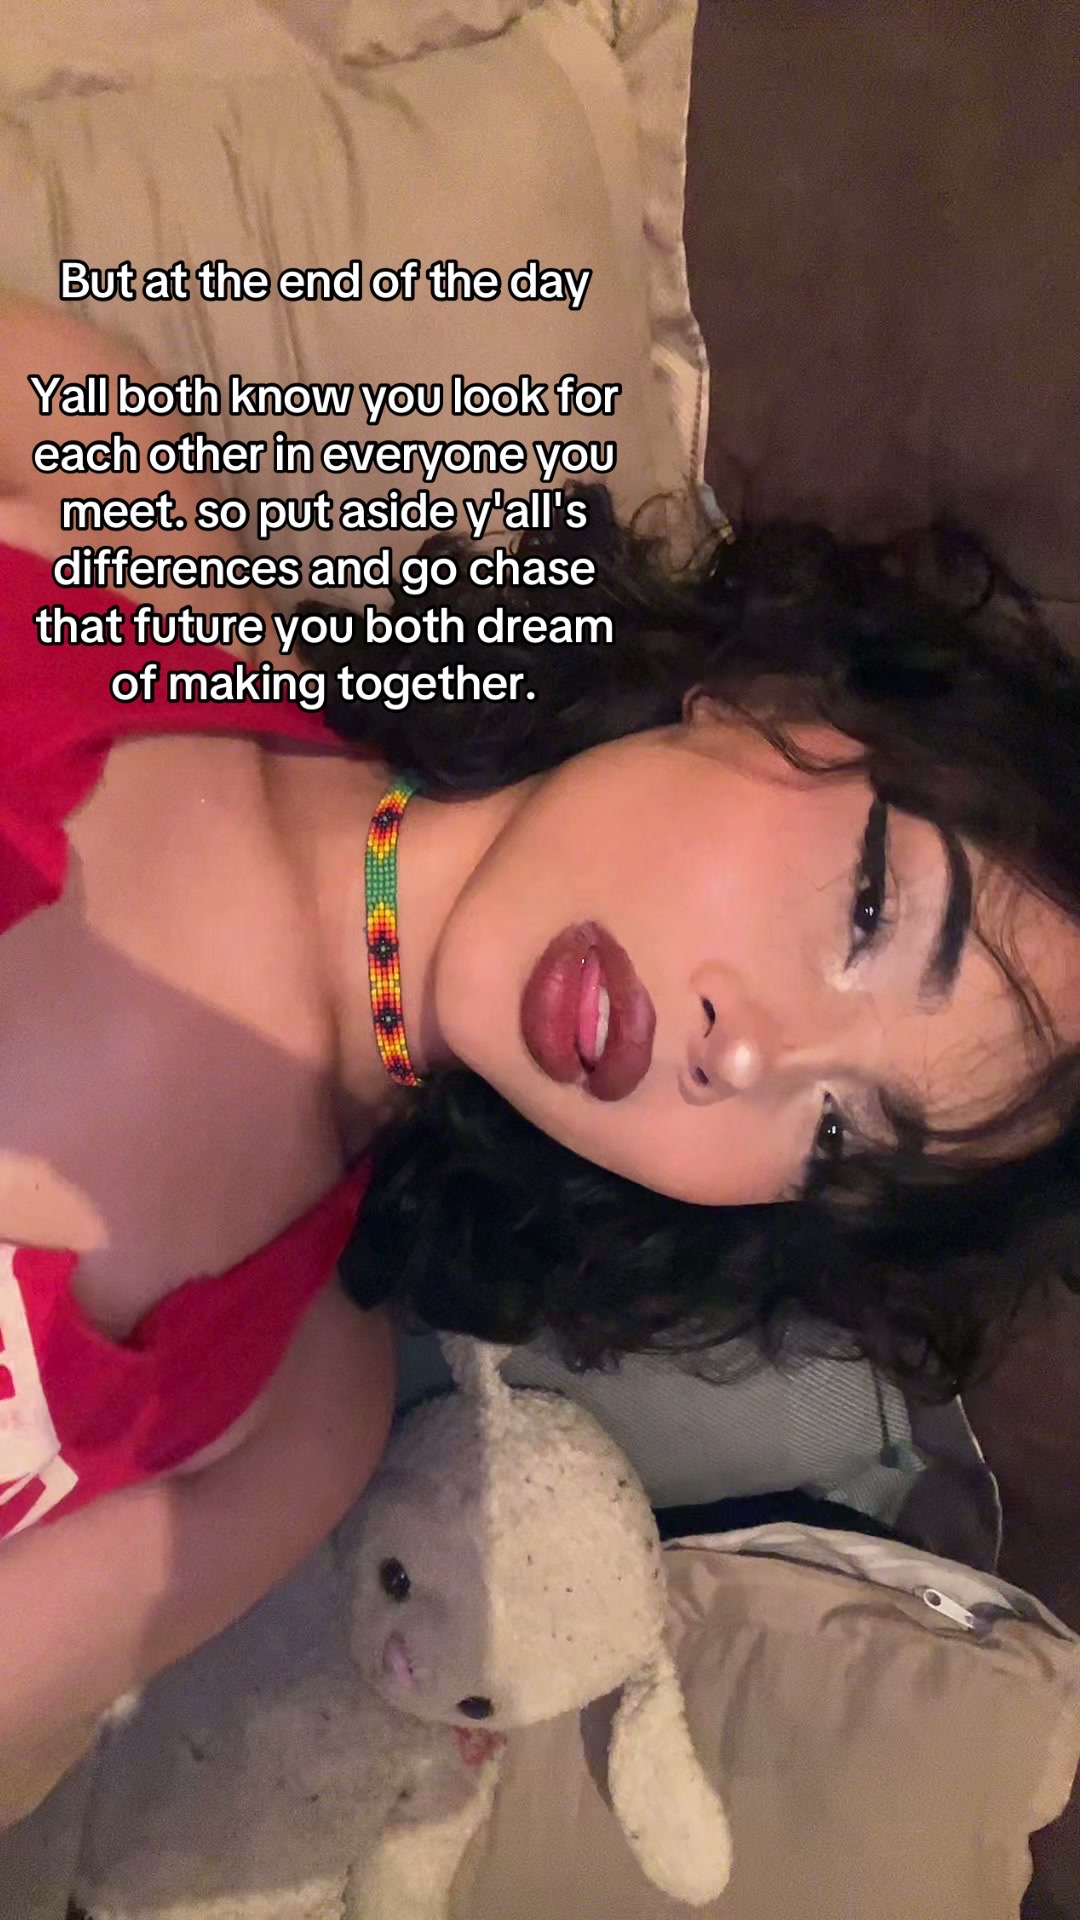 But at the end of the day
Yall both know you look for
each other in everyone you
meet. so put aside y'all's
differences and go chase
that future you both dream
of making together.